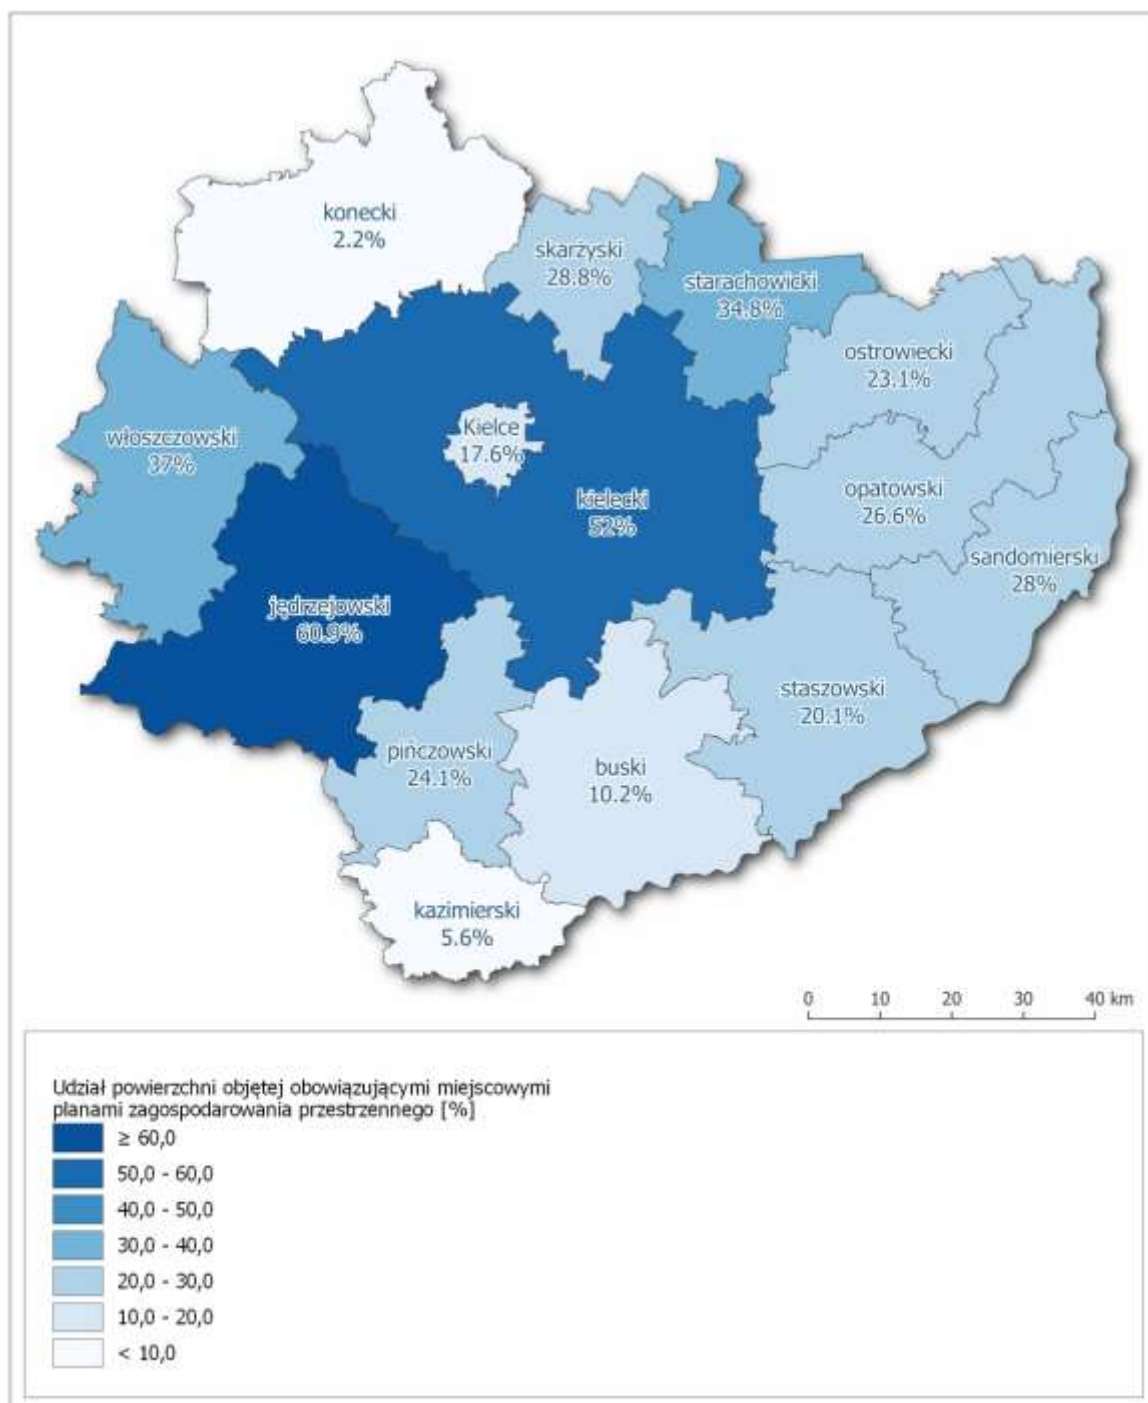 konecki
2.2%
skarżyski
28.8%
starachowicki
34.8%
ostrowiecki
23.1%
włoszczowski
37%
Kielce
17.6%
kielecki
52%
opatowski
26.6%
sandomierski
28%
jędrzejowski
60.9%
staszowski
20.1%
pińczowski
24.1%
buski
10.2%
kazimierski
5.6%
0 10 20 30 40 km
Udział powierzchni objętej obowiązującymi miejscowymi
planami zagospodarowania przestrzennego [%]
≥ 60,0
50,0 - 60,0
40,0 - 50,0
30,0 - 40,0
20,0 - 30,0
10,0 - 20,0
< 10,0